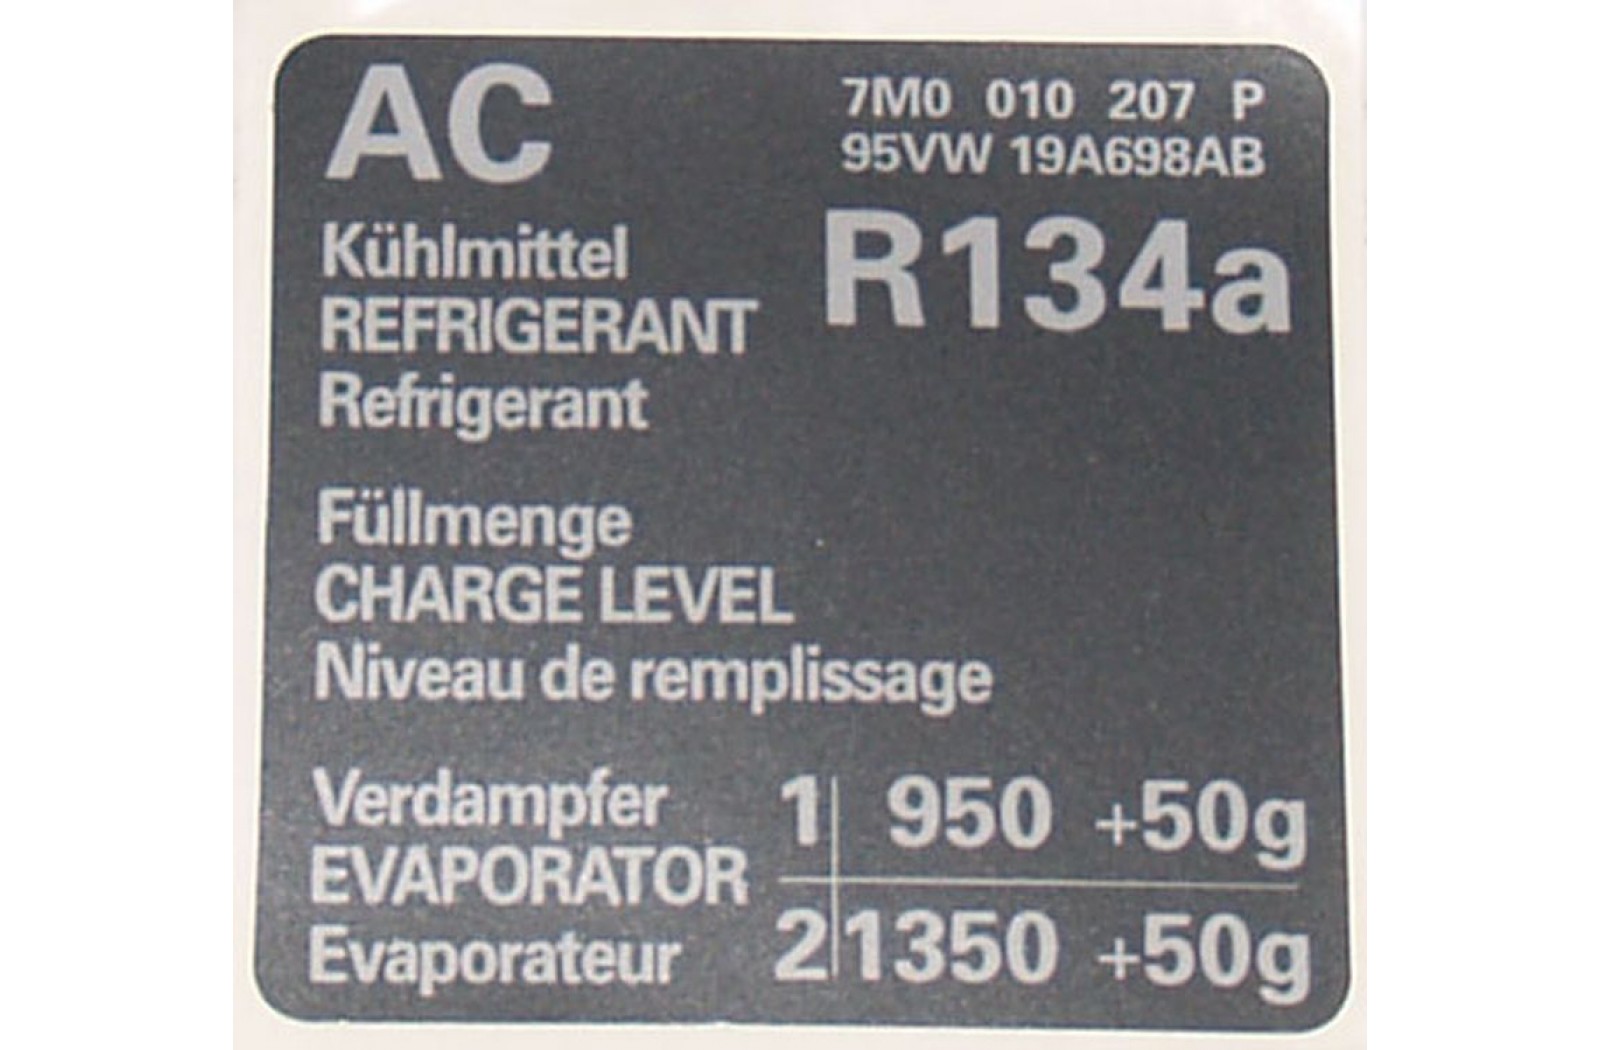 AC
7M0 010 207 P
95VW 19A698AB
Kühlmittel
REFRIGERANT
Refrigerant
R134a
Füllmenge
CHARGE LEVEL
Niveau de remplissage
Verdampfer
EVAPORATOR
Evaporateur
1 950 +50g
2 1350 +50g